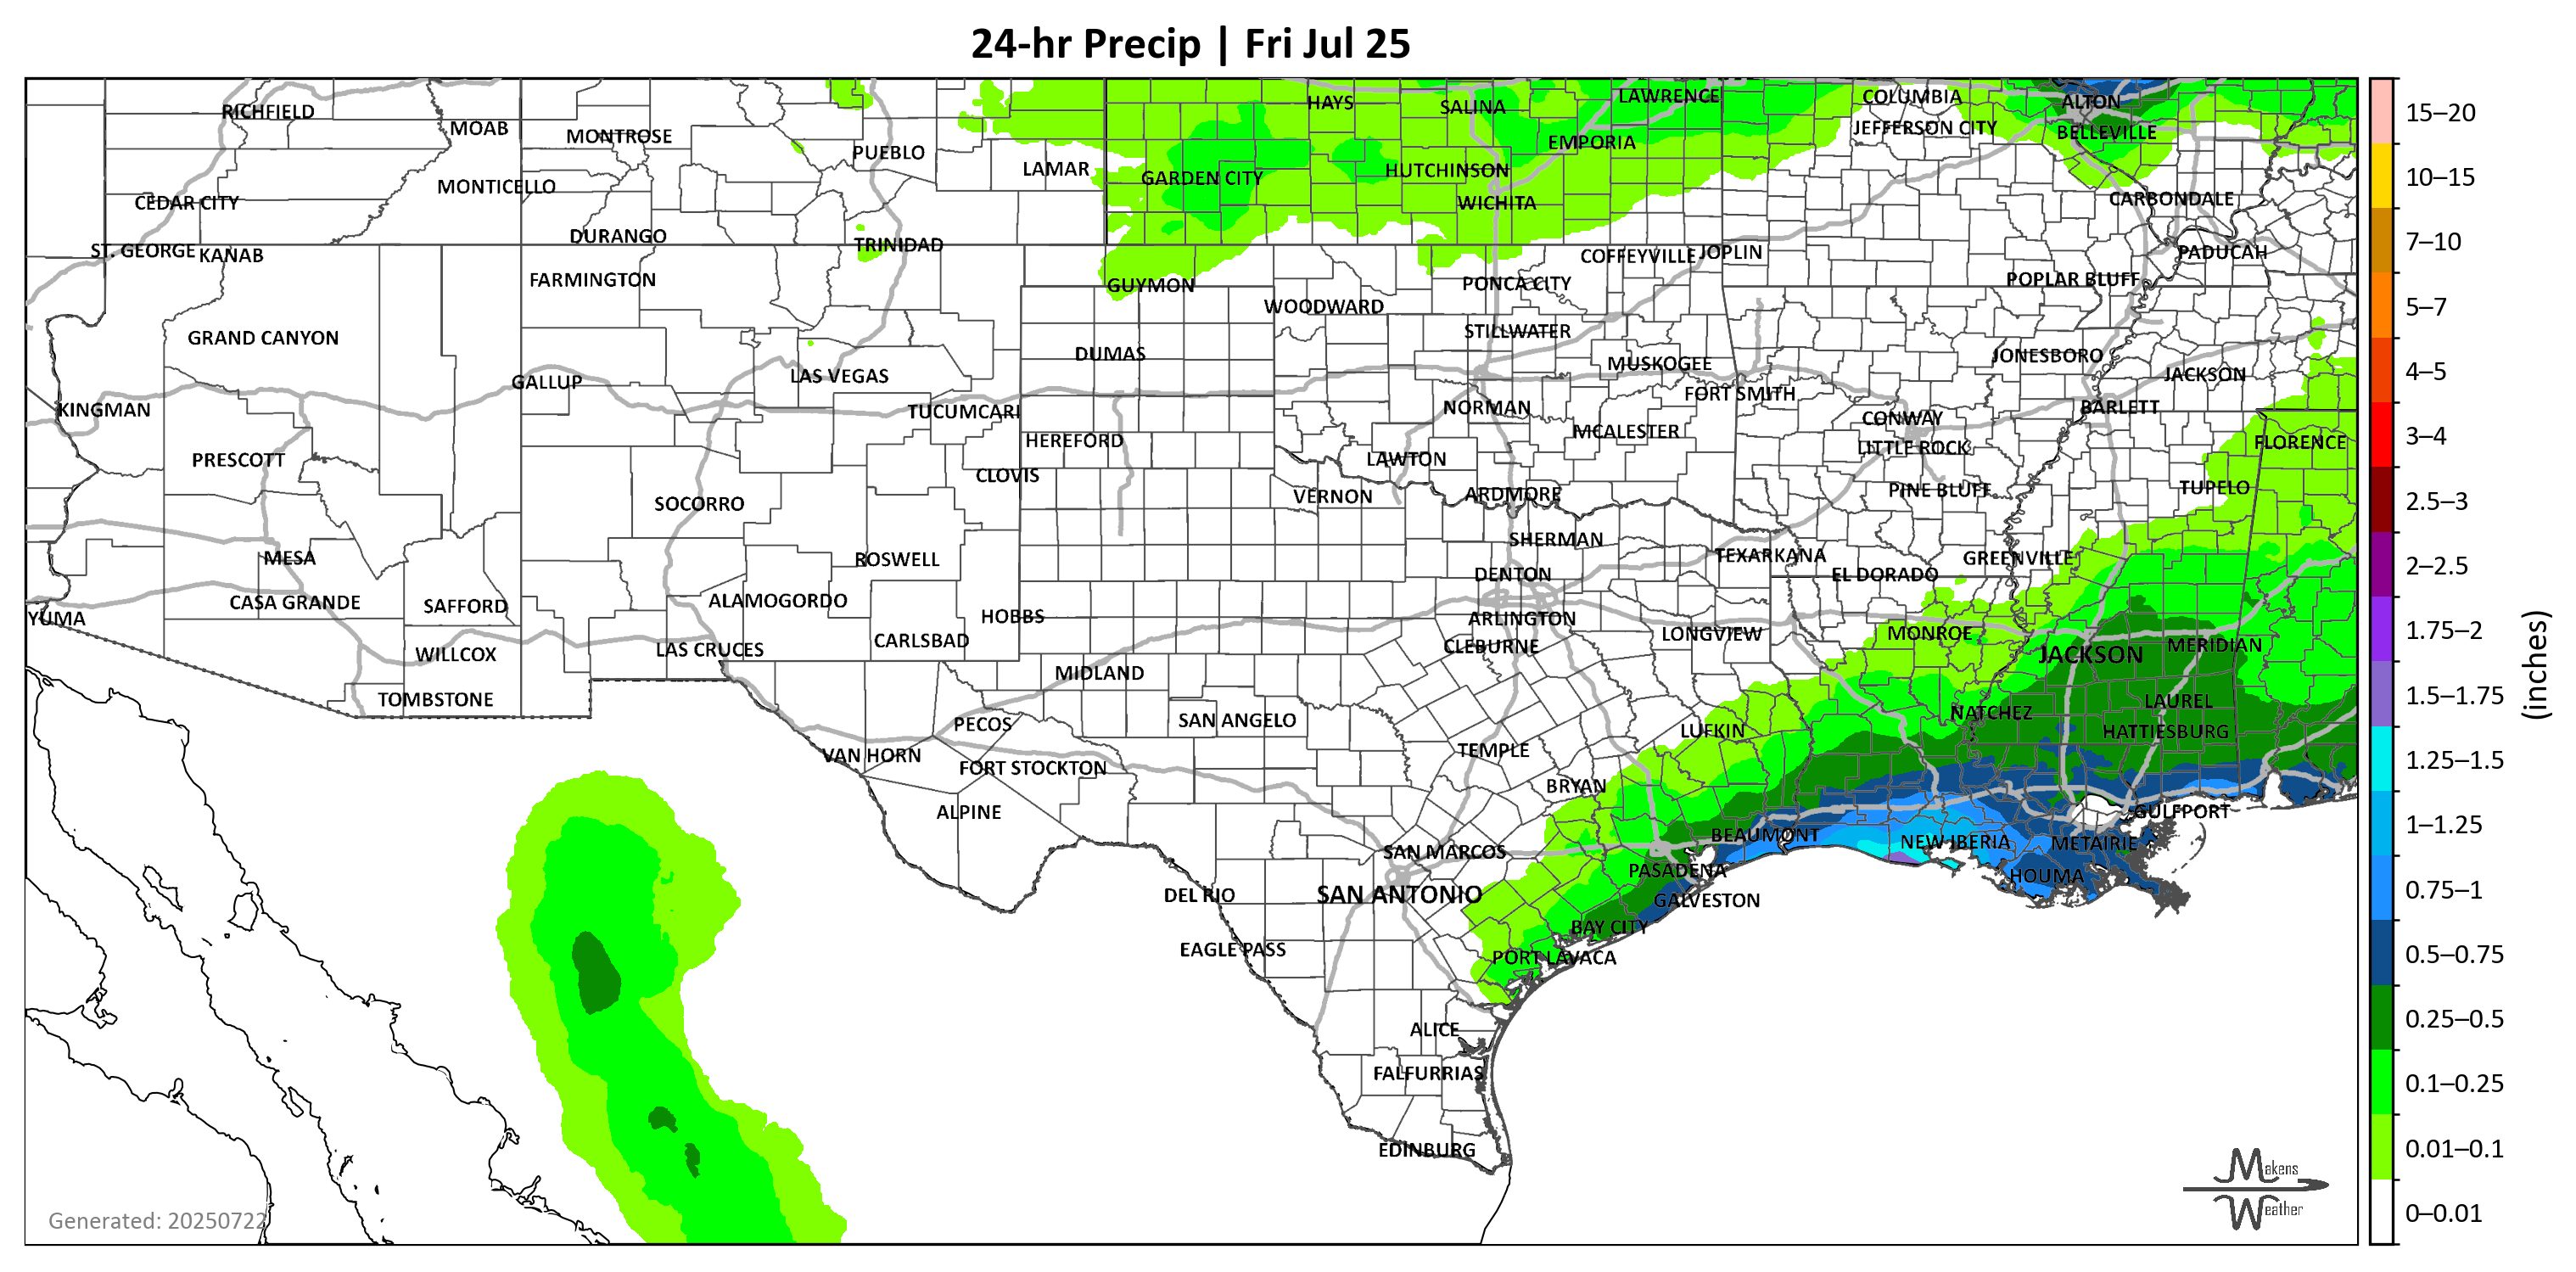 24-hr Precip | Fri Jul 25
RICHFIELD
MOAB
MONTROSE
PUEBLO
LAMAR
HAYS
SALINA
LAWRENCE
COLUMBIA
ALTON
JEFFERSON CITY
BELLEVILLE
EMPORIA
HUTCHINSON
GARDEN CITY
MONTICELLO
CEDAR CITY
WICHITA
CARBONDALE
DURANGO
TRINIDAD
ST. GEORGE
KANAB
COFFEYVILLE
JOPLIN
PADUCAH
FARMINGTON
GUYMON
PONCA CITY
POPLAR BLUFF
WOODWARD
GRAND CANYON
STILLWATER
DUMAS
JONESBORO
LAS VEGAS
MUSKOGEE
JACKSON
GALLUP
FORT SMITH
KINGMAN
TUCUMCARI
NORMAN
BARLETT
CONWAY
HEREFORD
MCALESTER
LITTLE ROCK
FLORENCE
PRESCOTT
CLOVIS
LAWTON
SOCORRO
VERNON
ARDMORE
PINE BLUFF
TUPELO
MESA
ROSWELL
SHERMAN
TEXARKANA
GREENVILLE
DENTON
EL DORADO
CASA GRANDE
SAFFORD
ALAMOGORDO
YUMA
HOBBS
ARLINGTON
LONGVIEW
MONROE
WILLCOX
LAS CRUCES
CARLSBAD
CLEBURNE
JACKSON
MERIDIAN
MIDLAND
TOMBSTONE
PECOS
SAN ANGELO
LUFKIN
NATCHEZ
LAUREL
HATTIESBURG
VAN HORN
FORT STOCKTON
TEMPLE
BRYAN
ALPINE
GULFPORT
SAN MARCOS
BEAUMONT
NEW IBERIA
METAIRIE
PASADENA
HOUMA
DEL RIO
SAN ANTONIO
GALVESTON
BAY CITY
EAGLE PASS
PORT LAVACA
ALICE
FALFURRIAS
EDINBURG
Generated: 20250722
Makens
Weather
15–20
10–15
7–10
5–7
4–5
3–4
2.5–3
2–2.5
1.75–2
1.5–1.75
1.25–1.5
1–1.25
0.75–1
0.5–0.75
0.25–0.5
0.1–0.25
0.01–0.1
0–0.01
(inches)